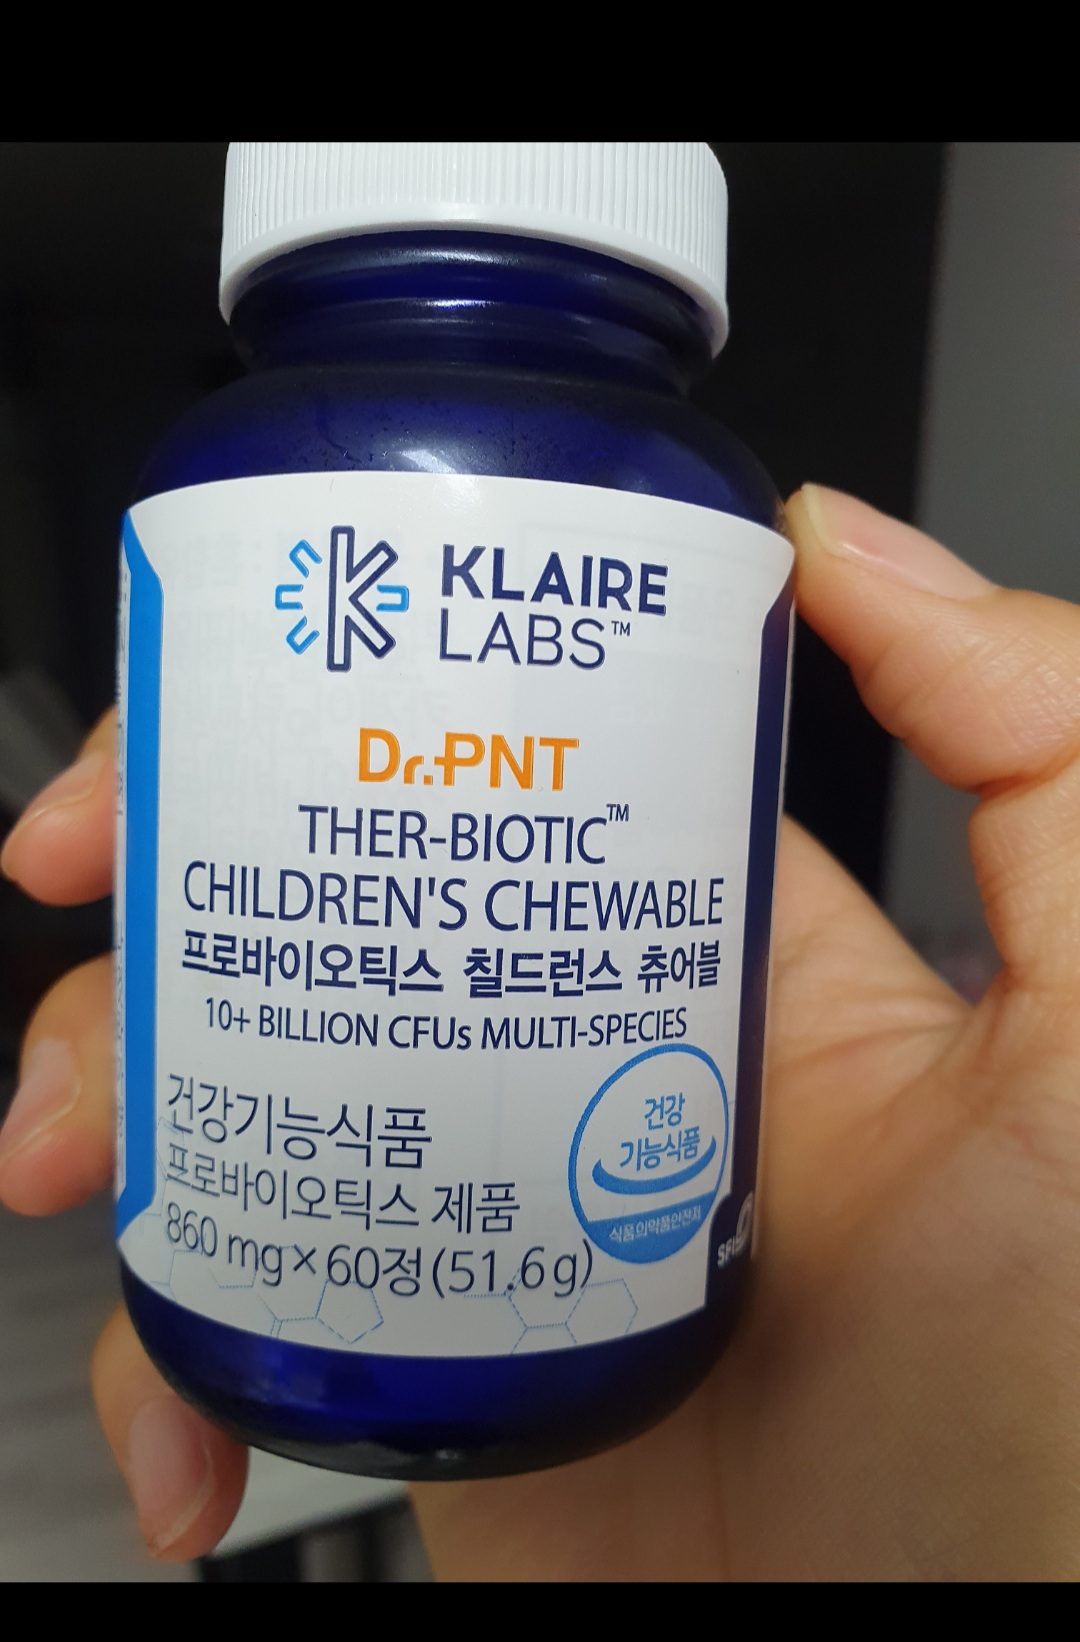 KLAIRE
LABS™
Dr.PNT
THER-BIOTIC™
CHILDREN'S CHEWABLE
프로바이오틱스 칠드런스 츄어블
10+ BILLION CFUs MULTI-SPECIES
건강기능식품
프로바이오틱스 제품
860 mg×60정(51.6g)
건강
기능식품
식품의약품안전처